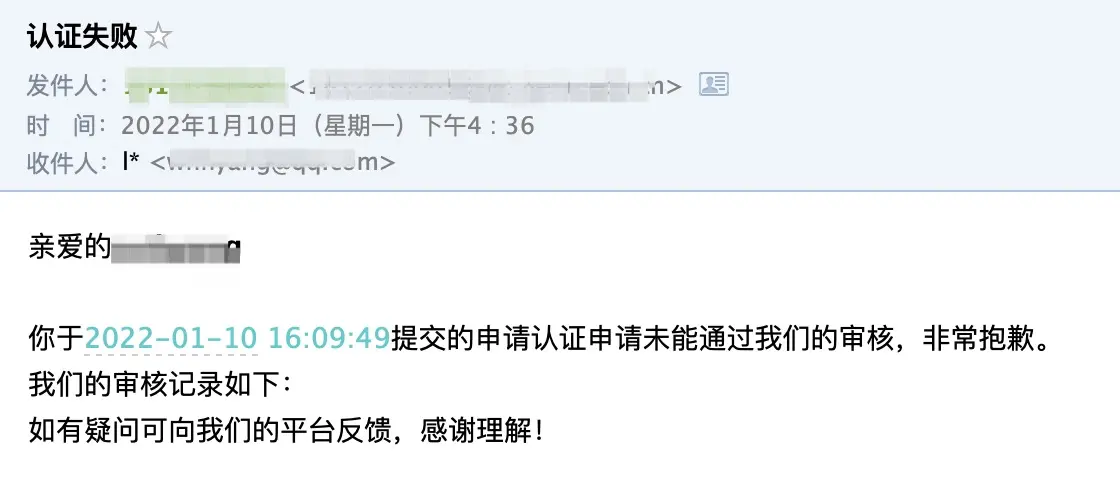 认证失败
发件人：
时 间：2022年1月10日（星期一）下午4：36
收件人：l*
亲爱的
你于2022-01-10 16:09:49提交的申请认证申请未能通过我们的审核，非常抱歉。
我们的审核记录如下：
如有疑问可向我们的平台反馈，感谢理解！